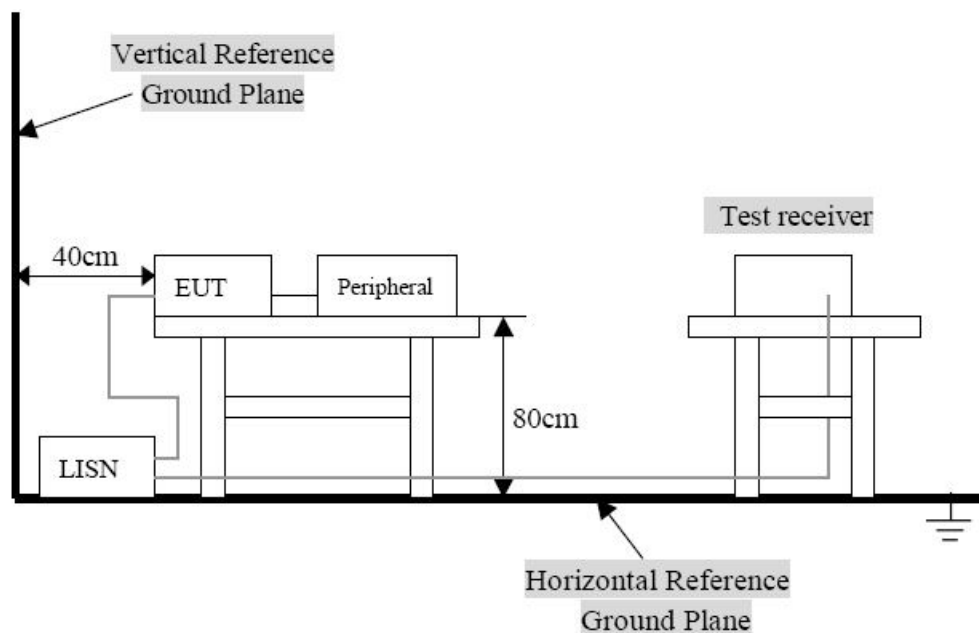 Vertical Reference
Ground Plane
Test receiver
40cm
EUT
Peripheral
80cm
LISN
Horizontal Reference
Ground Plane